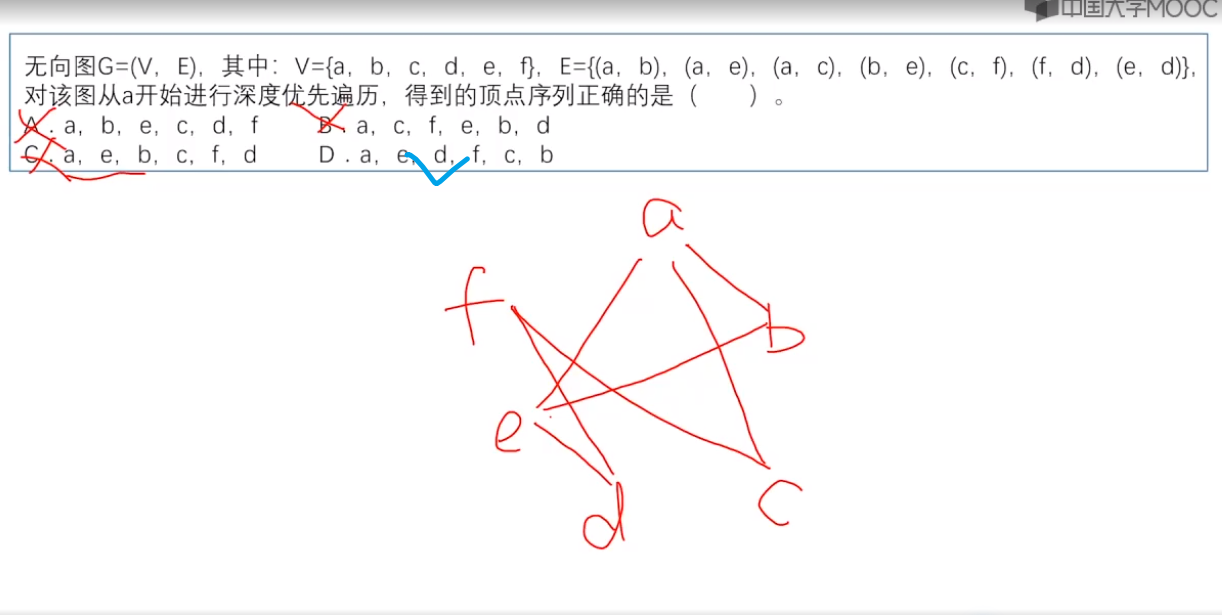 中国大学MOOC
无向图G=(V, E), 其中: V={a, b, c, d, e, f}, E={(a, b), (a, e), (a, c), (b, e), (c, f), (f, d), (e, d)},
对该图从a开始进行深度优先遍历, 得到的顶点序列正确的是 ( ) 。
A. a, b, e, c, d, f B. a, c, f, e, b, d
C. a, e, b, c, f, d D. a, e, d, f, c, b
a
f
b
e
c
d